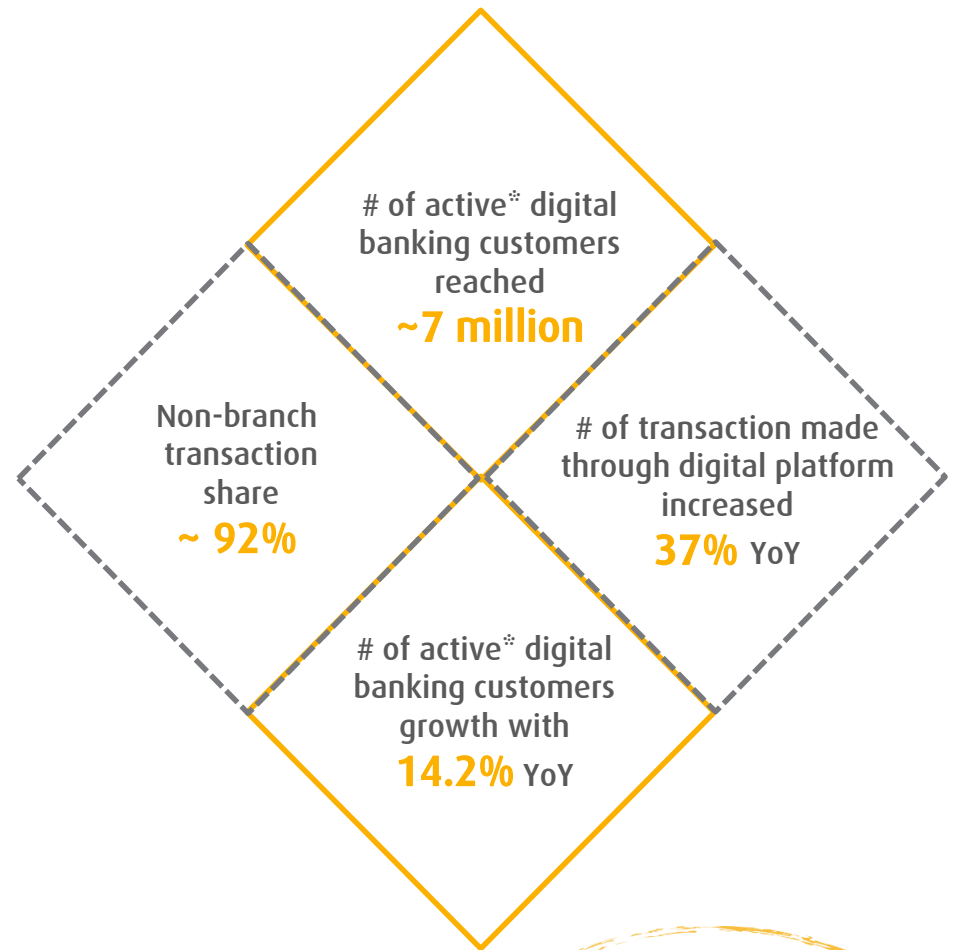 # of active* digital
banking customers
reached
~7 million
Non-branch
transaction
share
~ 92%
# of transaction made
through digital platform
increased
37% YoY
# of active* digital
banking customers
growth with
14.2% YoY